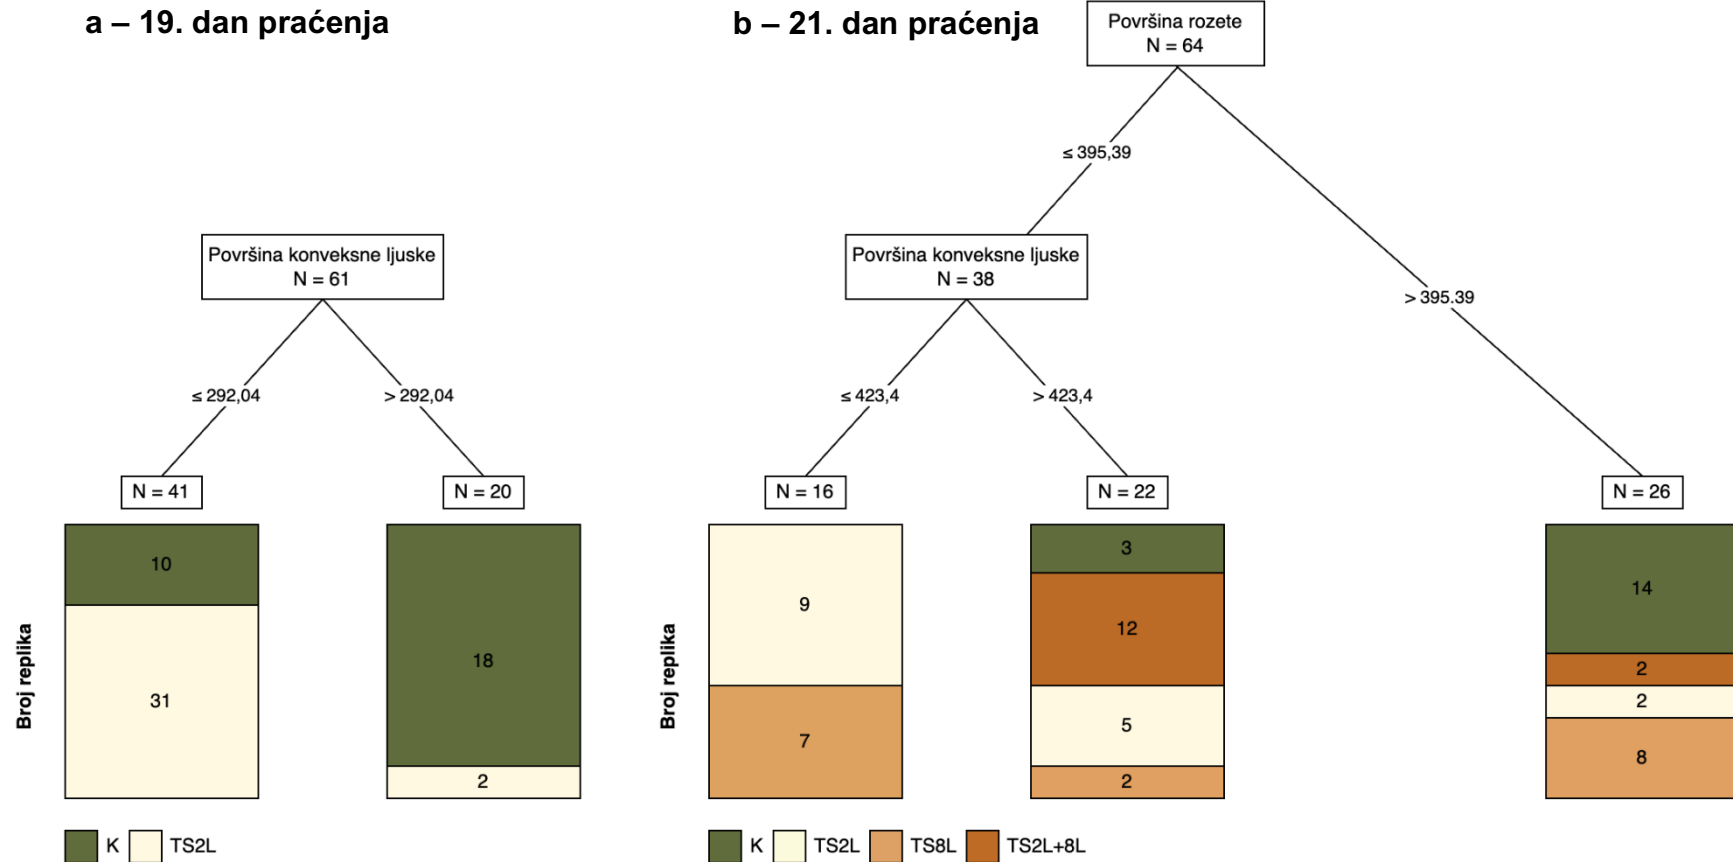 a – 19. dan praćenja
Površina konveksne ljuske
N = 61
≤ 292,04
> 292,04
N = 41
N = 20
Broj replika
10
31
18
2
K
TS2L
b – 21. dan praćenja
Površina rozete
N = 64
≤ 395,39
> 395.39
Površina konveksne ljuske
N = 38
≤ 423,4
> 423,4
N = 16
N = 22
N = 26
Broj replika
9
7
3
12
5
2
14
2
2
8
K
TS2L
TS8L
TS2L+8L